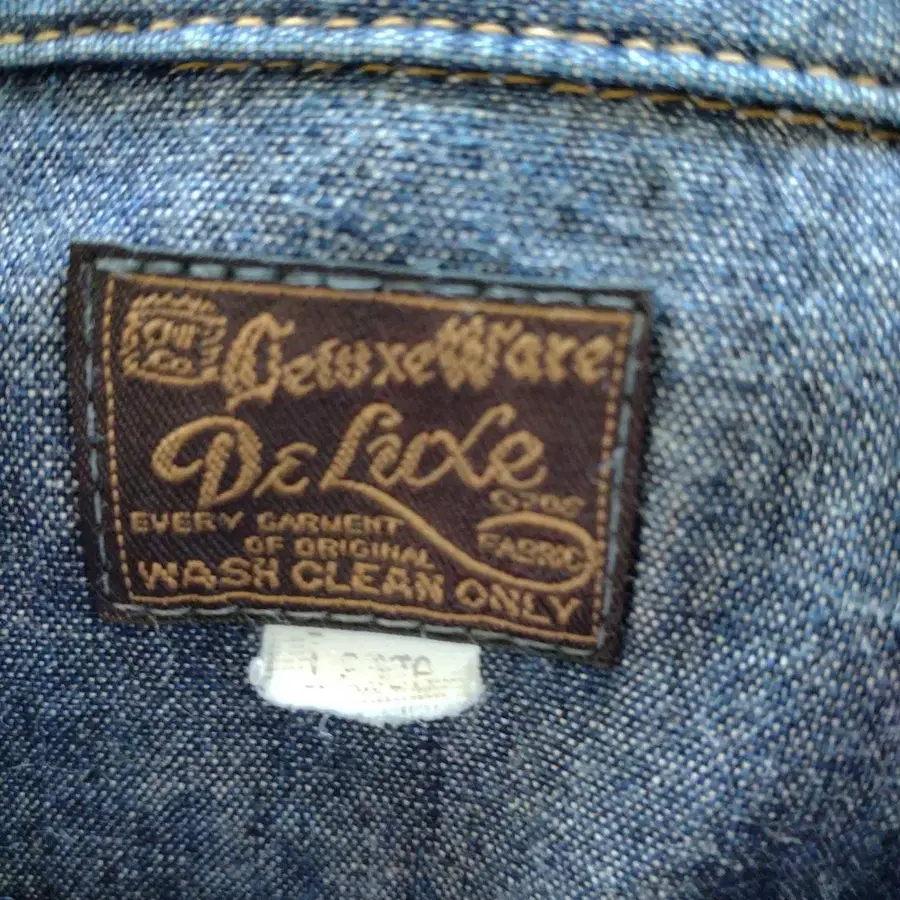 DeluxeWare
DeLuxe
EVERY GARMENT
OF ORIGINAL
FABRIC
WASH CLEAN ONLY